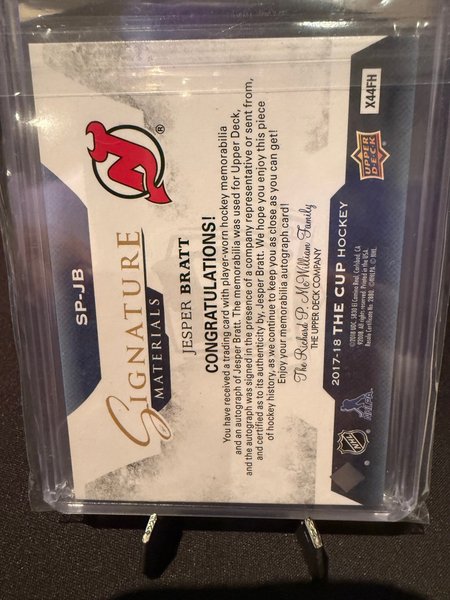 SP-JB
SIGNATURE
MATERIALS
JESPER BRATT
CONGRATULATIONS!
You have received a trading card with player-worn hockey memorabilia
and an autograph of Jesper Bratt. The memorabilia was used for Upper Deck,
and the autograph was signed in the presence of a company representative or sent from,
and certified as to its authenticity by, Jesper Bratt. We hope you enjoy this piece
of hockey history, as we continue to keep you as close as you can get!
Enjoy your memorabilia autograph card!
The Richard P. McWilliam Family
THE UPPER DECK COMPANY
2017-18 THE CUP HOCKEY
X44FH
UPPER
DECK
NHL
NHLPA